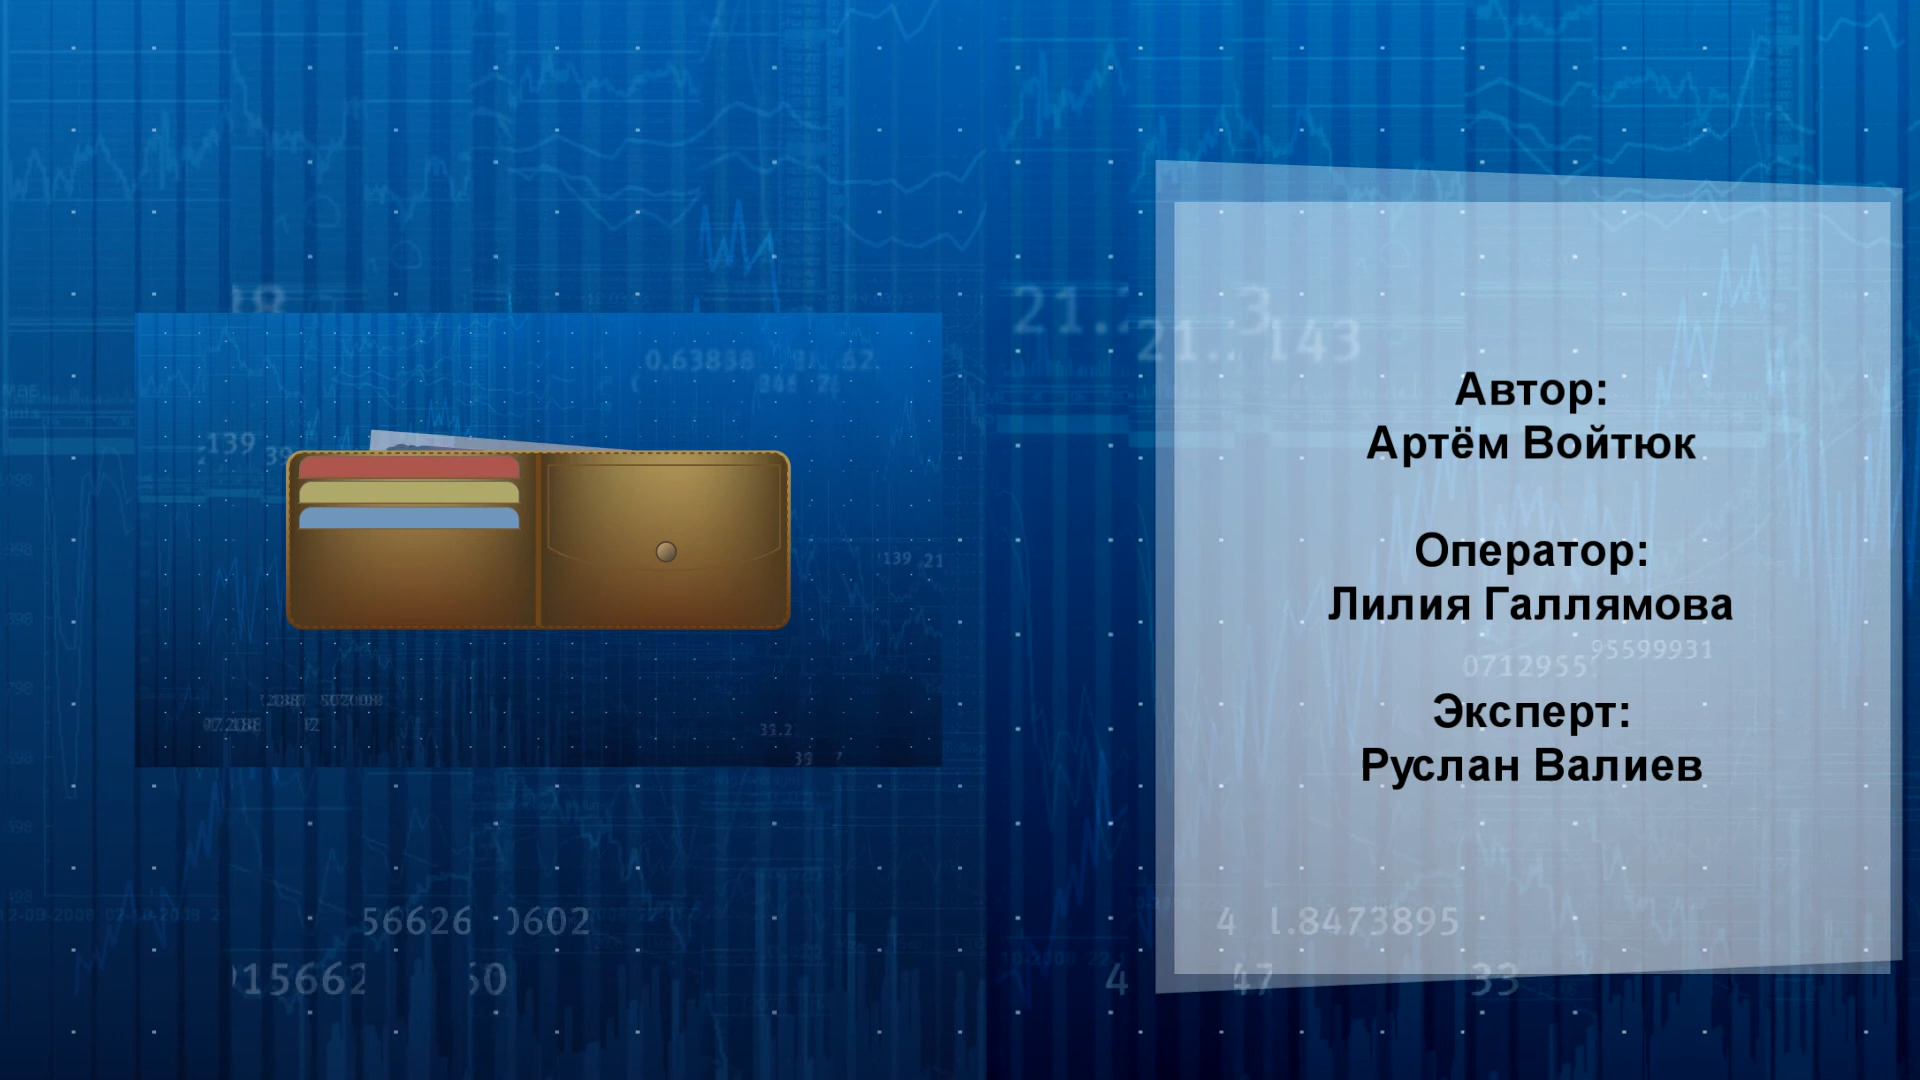 Автор:
Артём Войтюк
Оператор:
Лилия Галлямова
Эксперт:
Руслан Валиев